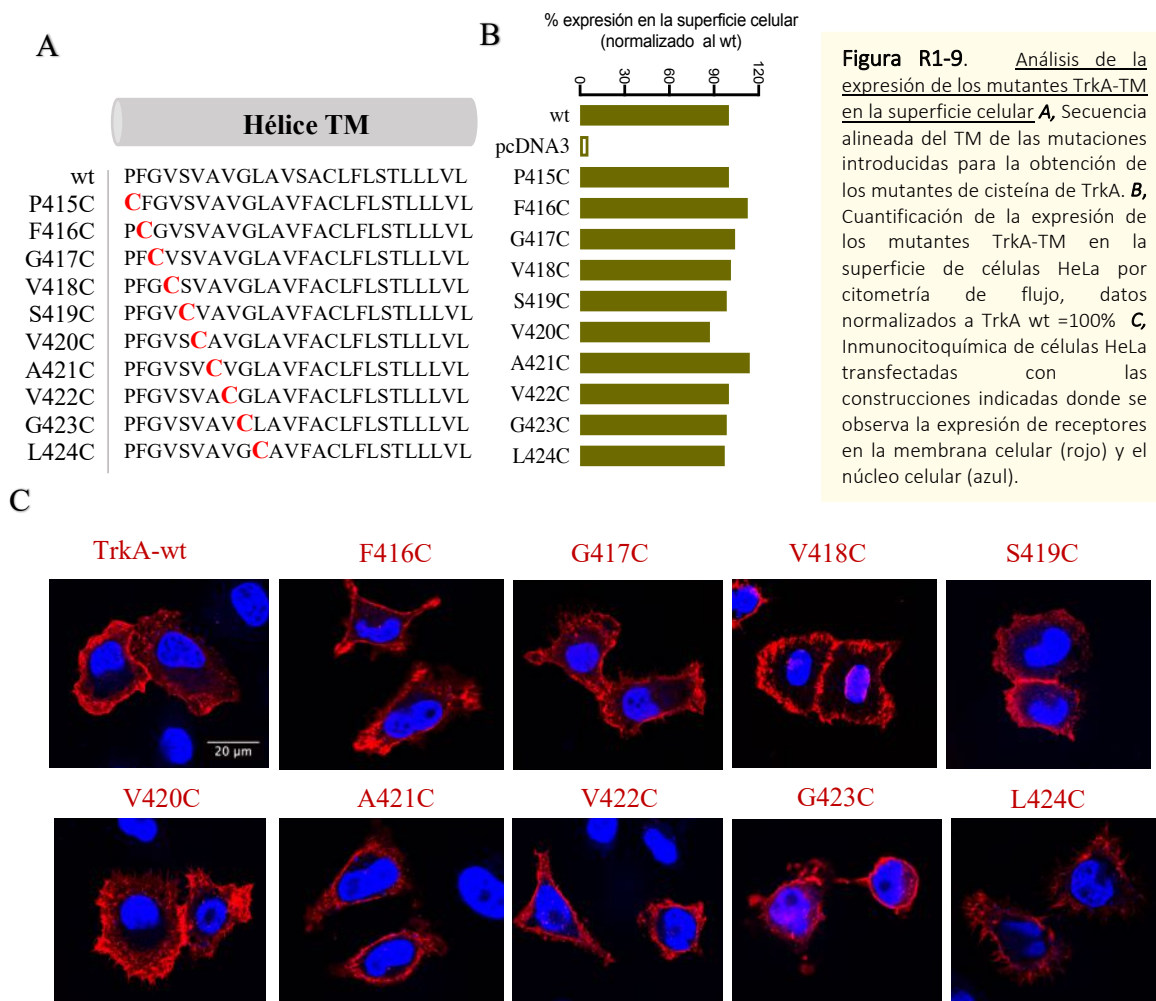 A
Hélice TM
wt PFGVSVAVGLAVSACLFLSTLLLVL
P415C CFGVSVAVGLAVFACLFLSTLLLVL
F416C PCGVSVAVGLAVFACLFLSTLLLVL
G417C PFCVSVAVGLAVFACLFLSTLLLVL
V418C PFGCSVAVGLAVFACLFLSTLLLVL
S419C PFGVCVAVGLAVFACLFLSTLLLVL
V420C PFGVSCAVGLAVFACLFLSTLLLVL
A421C PFGVSVCVGLAVFACLFLSTLLLVL
V422C PFGVSVACGLAVFACLFLSTLLLVL
G423C PFGVSVAVCLAVFACLFLSTLLLVL
L424C PFGVSVAVGCAVFACLFLSTLLLVL
B
% expresión en la superficie celular
(normalizado al wt)
0 30 60 90 120
wt
pcDNA3
P415C
F416C
G417C
V418C
S419C
V420C
A421C
V422C
G423C
L424C
Figura R1-9. Análisis de la
expresión de los mutantes TrkA-TM
en la superficie celular A, Secuencia
alineada del TM de las mutaciones
introducidas para la obtención de
los mutantes de cisteína de TrkA. B,
Cuantificación de la expresión de
los mutantes TrkA-TM en la
superficie de células HeLa por
citometría de flujo, datos
normalizados a TrkA wt =100% C,
Inmunocitoquímica de células HeLa
transfectadas con las
construcciones indicadas donde se
observa la expresión de receptores
en la membrana celular (rojo) y el
núcleo celular (azul).
C
TrkA-wt F416C G417C V418C S419C
20 µm
V420C A421C V422C G423C L424C